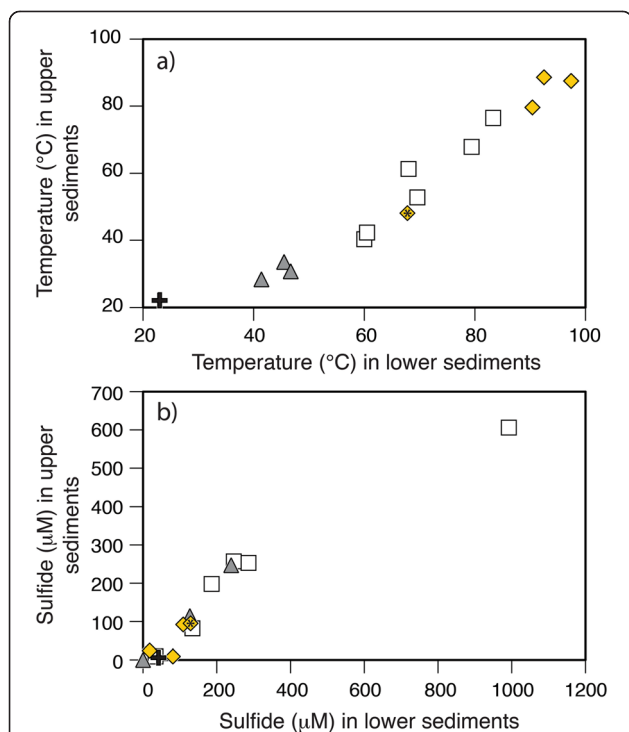 a)
100
80
60
40
20
Temperature (°C) in upper
sediments
20 40 60 80 100
Temperature (°C) in lower sediments
b)
700
600
500
400
300
200
100
0
Sulfide (µM) in upper
sediments
0 200 400 600 800 1000 1200
Sulfide (µM) in lower sediments